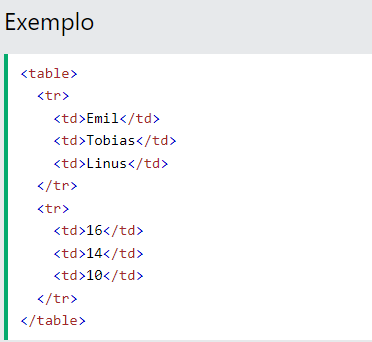 Exemplo
<table>
  <tr>
    <td>Emil</td>
    <td>Tobias</td>
    <td>Linus</td>
  </tr>
  <tr>
    <td>16</td>
    <td>14</td>
    <td>10</td>
  </tr>
</table>